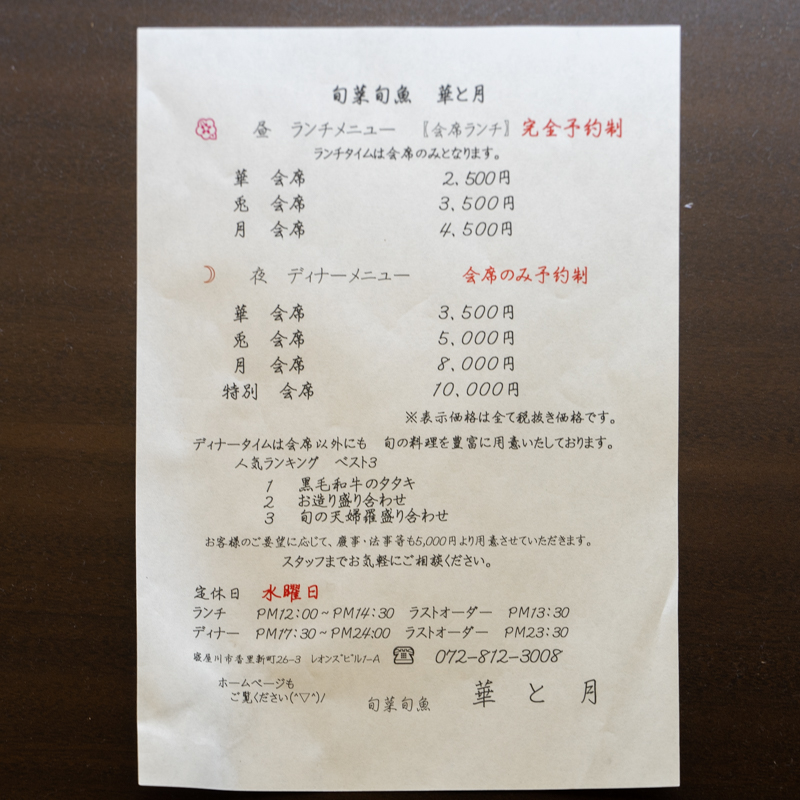 旬菜旬魚　華と月
昼　ランチメニュー　〖会席ランチ〗完全予約制
ランチタイムは会席のみとなります。
華　会席　2、500円
兎　会席　3、500円
月　会席　4、500円
夜　ディナーメニュー　会席のみ予約制
華　会席　3、500円
兎　会席　5、000円
月　会席　8、000円
特別　会席　10、000円
※表示価格は全て税抜き価格です。
ディナータイムは会席以外にも　旬の料理を豊富に用意いたしております。
人気ランキング　ベスト3
1　黒毛和牛のタタキ
2　お造り盛り合わせ
3　旬の天婦羅盛り合わせ
お客様のご要望に応じて、慶事・法事等も5,000円より用意させていただきます。
スタッフまでお気軽にご相談ください。
定休日　水曜日
ランチ　PM12:00~PM14:30　ラストオーダー　PM13:30
ディナー　PM17:30~PM24:00　ラストオーダー　PM23:30
寝屋川市香里新町26-3　レオンズビル1-A　☎　072-812-3008
ホームページも
ご覧ください(^▽^)/
旬菜旬魚　華と月